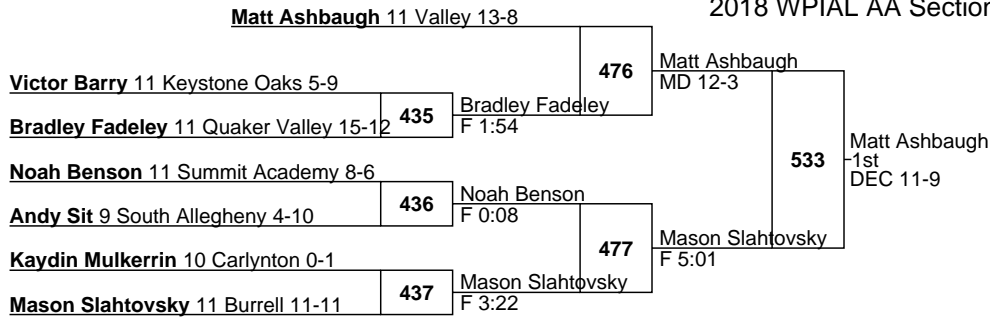 2018 WPIAL AA Section
Matt Ashbaugh 11 Valley 13-8
476
Matt Ashbaugh
MD 12-3
Victor Barry 11 Keystone Oaks 5-9
435
Bradley Fadeley
F 1:54
Bradley Fadeley 11 Quaker Valley 15-12
533
Matt Ashbaugh
1st
DEC 11-9
Noah Benson 11 Summit Academy 8-6
436
Noah Benson
F 0:08
Andy Sit 9 South Allegheny 4-10
477
Mason Slahtovsky
F 5:01
Kaydin Mulkerrin 10 Carlynton 0-1
437
Mason Slahtovsky
F 3:22
Mason Slahtovsky 11 Burrell 11-11